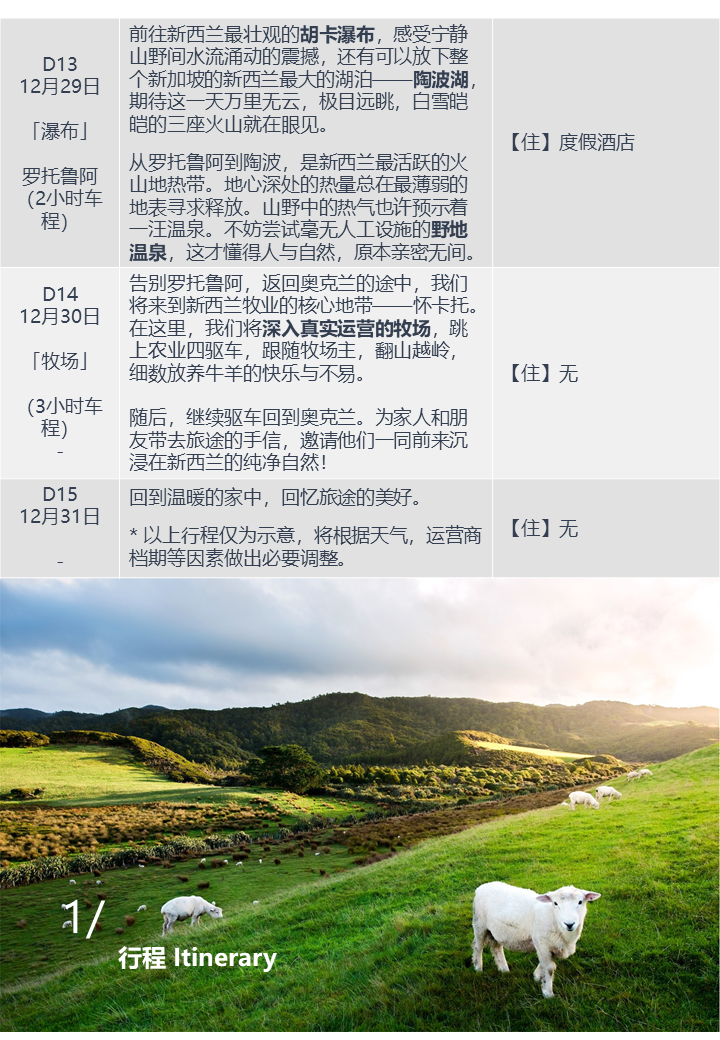 D13
12月29日
「瀑布」
罗托鲁阿
（2小时车
程）
前往新西兰最壮观的胡卡瀑布，感受宁静
山野间水流涌动的震撼，还有可以放下整
个新加坡的新西兰最大的湖泊——陶波湖，
期待这一天万里无云，极目远眺，白雪皑
皑的三座火山就在眼见。
从罗托鲁阿到陶波，是新西兰最活跃的火
山地热带。地心深处的热量总在最薄弱的
地表寻求释放。山野中的热气也许预示着
一汪温泉。不妨尝试毫无人工设施的野地
温泉，这才懂得人与自然，原本亲密无间。
【住】度假酒店
D14
12月30日
「牧场」
（3小时车
程）
-
告别罗托鲁阿，返回奥克兰的途中，我们
将来到新西兰牧业的核心地带——怀卡托。
在这里，我们将深入真实运营的牧场，跳
上农业四驱车，跟随牧场主，翻山越岭，
细数放养牛羊的快乐与不易。
随后，继续驱车回到奥克兰。为家人和朋
友带去旅途的手信，邀请他们一同前来沉
浸在新西兰的纯净自然！
【住】无
D15
12月31日
-
回到温暖的家中，回忆旅途的美好。
* 以上行程仅为示意，将根据天气，运营商
档期等因素做出必要调整。
【住】无
1/
行程 Itinerary